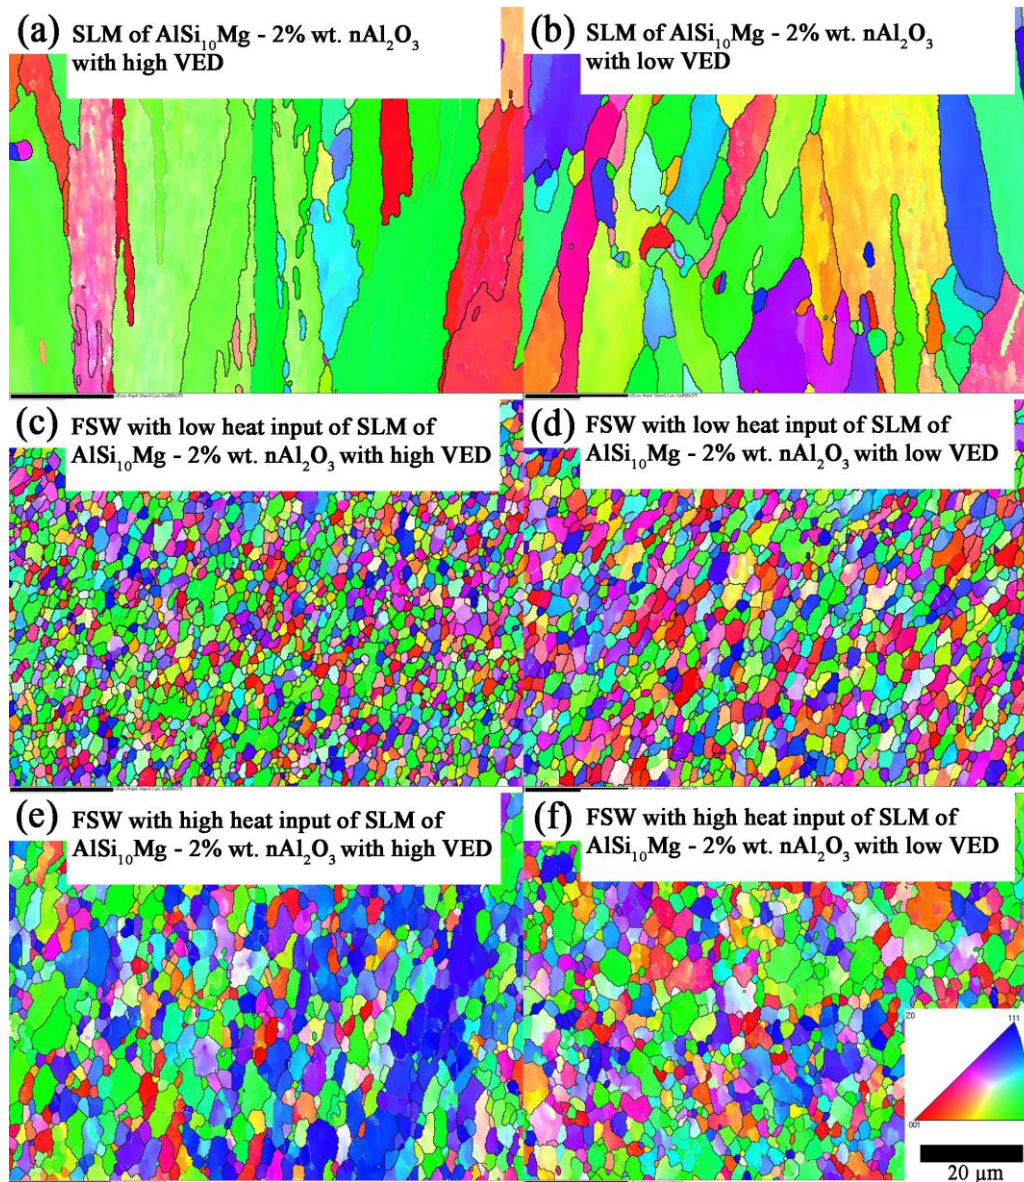 (a) SLM of AlSi₁₀Mg - 2% wt. nAl₂O₃
with high VED
(b) SLM of AlSi₁₀Mg - 2% wt. nAl₂O₃
with low VED
(c) FSW with low heat input of SLM of
AlSi₁₀Mg - 2% wt. nAl₂O₃ with high VED
(d) FSW with low heat input of SLM of
AlSi₁₀Mg - 2% wt. nAl₂O₃ with low VED
(e) FSW with high heat input of SLM of
AlSi₁₀Mg - 2% wt. nAl₂O₃ with high VED
(f) FSW with high heat input of SLM of
AlSi₁₀Mg - 2% wt. nAl₂O₃ with low VED
Z0
111
001
101
20 µm